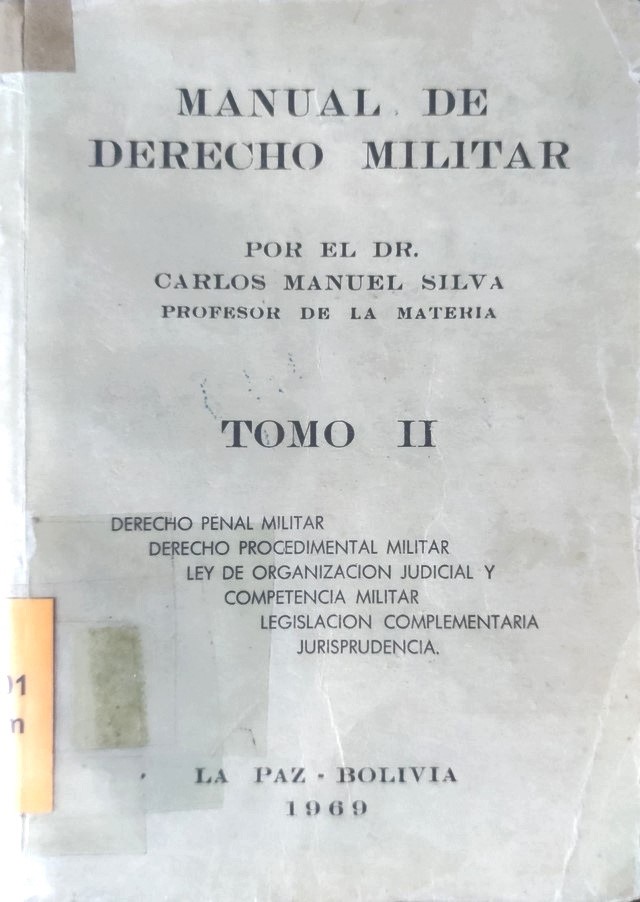 MANUAL DE
DERECHO MILITAR
POR EL DR.
CARLOS MANUEL SILVA
PROFESOR DE LA MATERIA
TOMO II
DERECHO PENAL MILITAR
DERECHO PROCEDIMENTAL MILITAR
LEY DE ORGANIZACION JUDICIAL Y
COMPETENCIA MILITAR
LEGISLACION COMPLEMENTARIA
JURISPRUDENCIA.
LA PAZ - BOLIVIA
1969